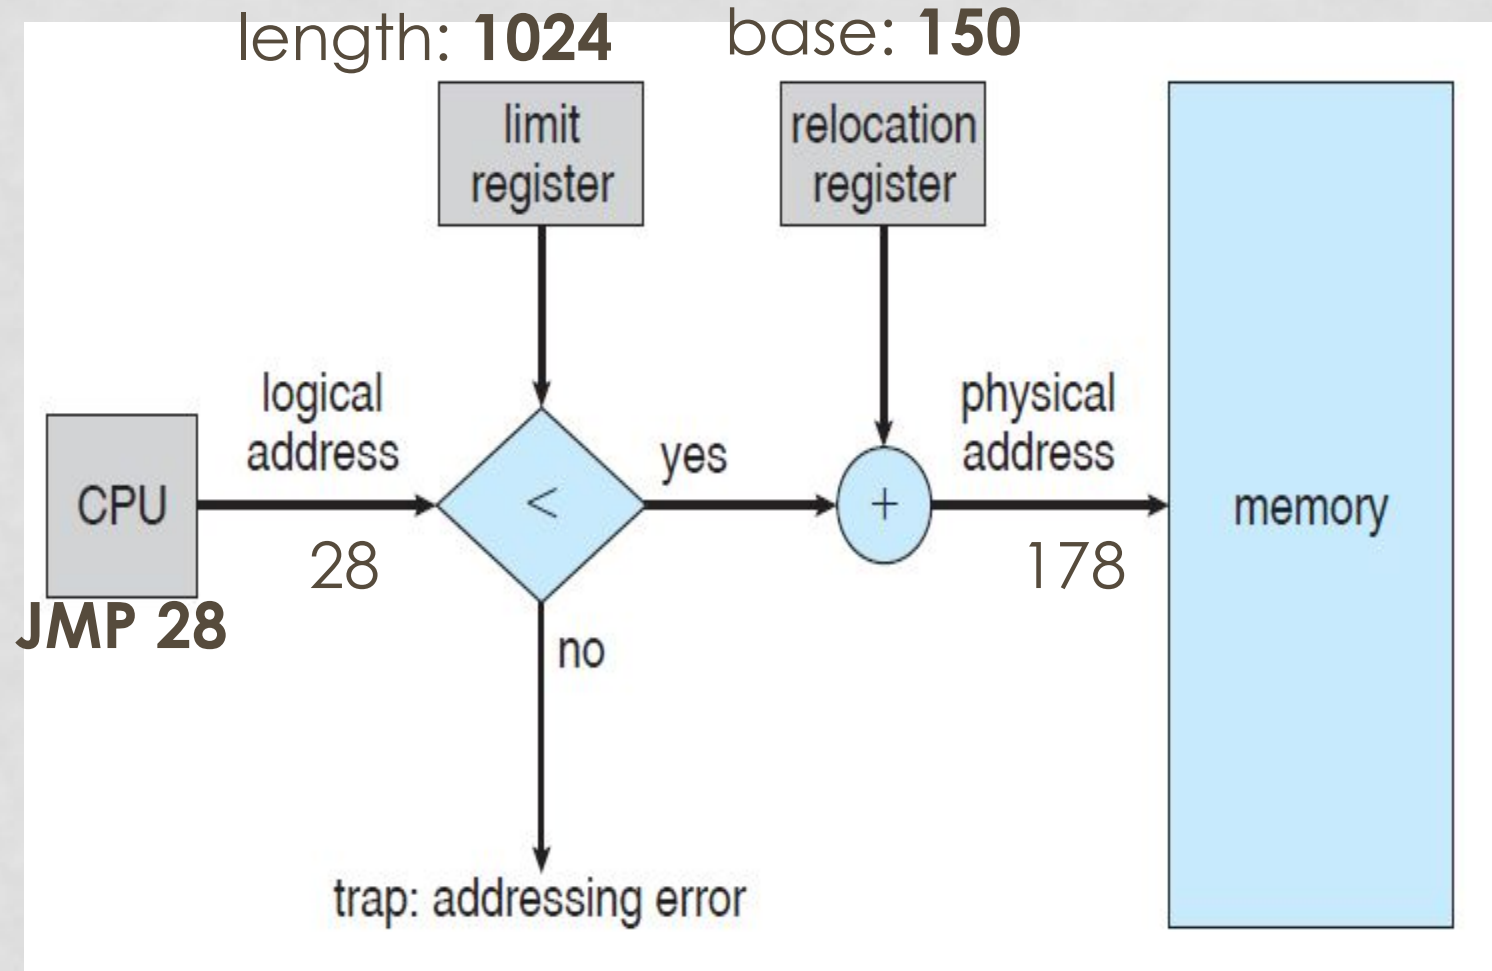 length: 1024
base: 150
limit
register
relocation
register
logical
address
yes
physical
address
CPU
<
+
memory
28
178
JMP 28
no
trap: addressing error